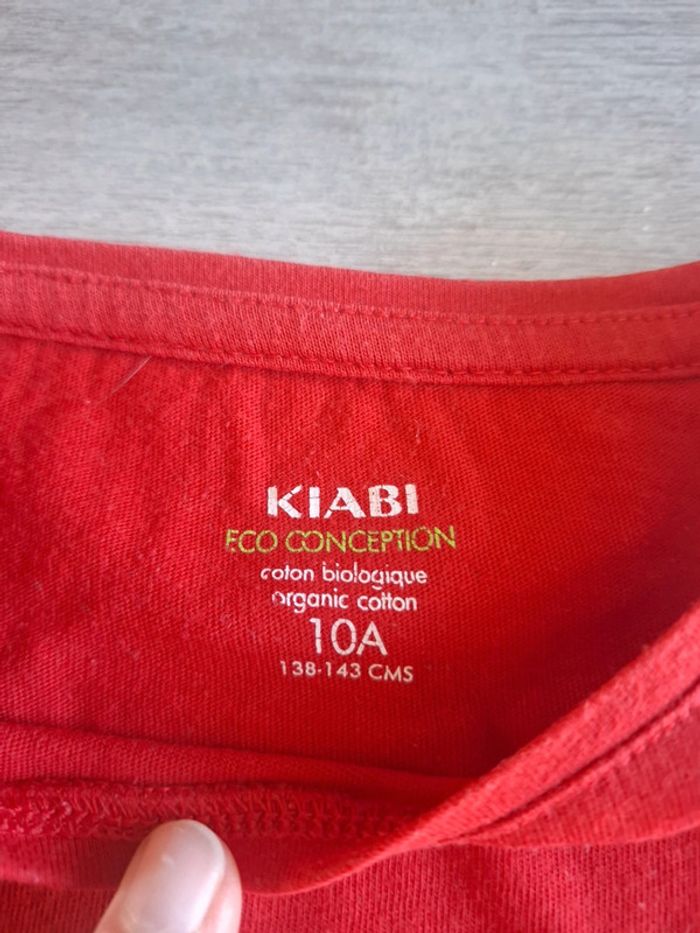 KIABI
ECO CONCEPTION
coton biologique
organic cotton
10A
138-143 CMS